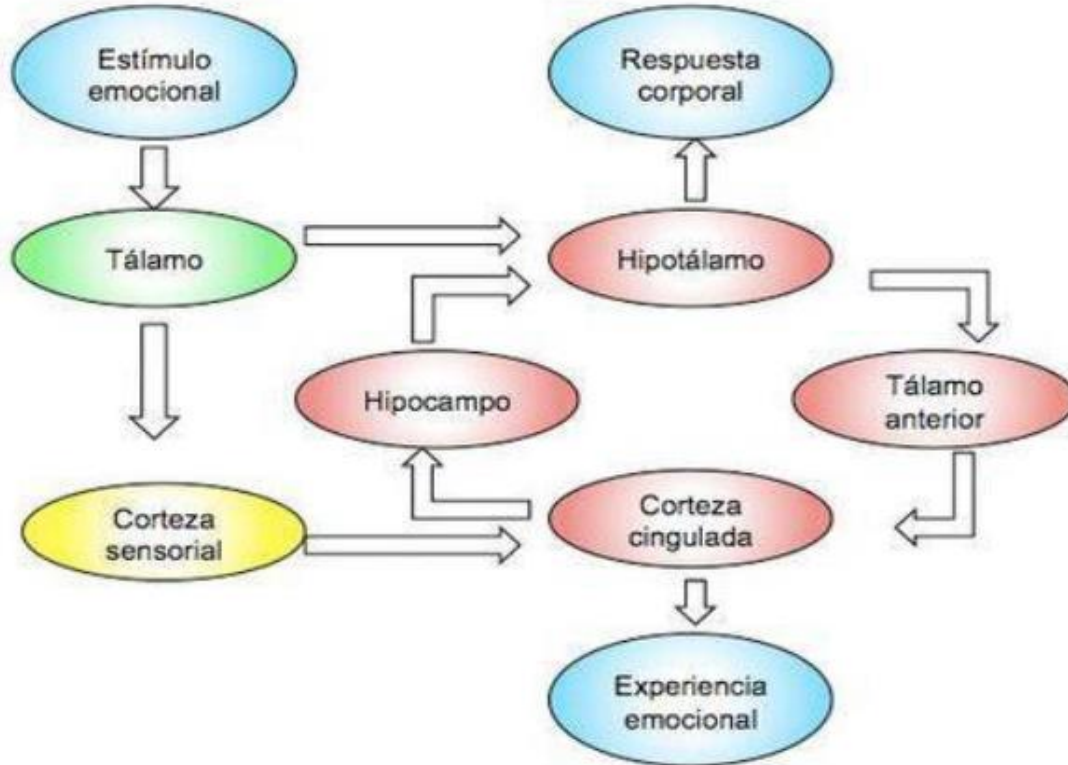 Estímulo
emocional
Respuesta
corporal
Tálamo
Hipotálamo
Hipocampo
Tálamo
anterior
Corteza
sensorial
Corteza
cingulada
Experiencia
emocional